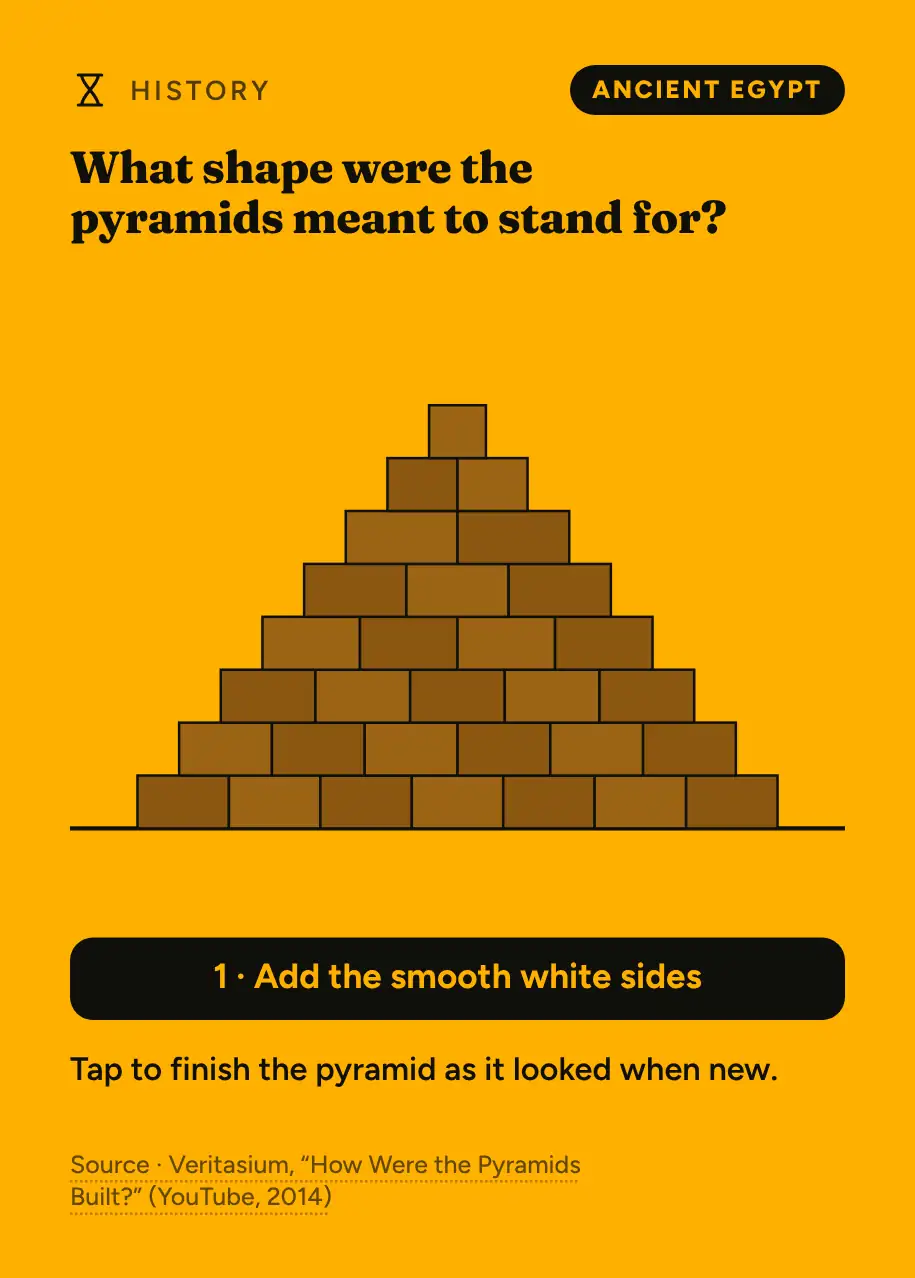 HISTORY
ANCIENT EGYPT
What shape were the
pyramids meant to stand for?
1 · Add the smooth white sides
Tap to finish the pyramid as it looked when new.
Source · Veritasium, “How Were the Pyramids
Built?” (YouTube, 2014)